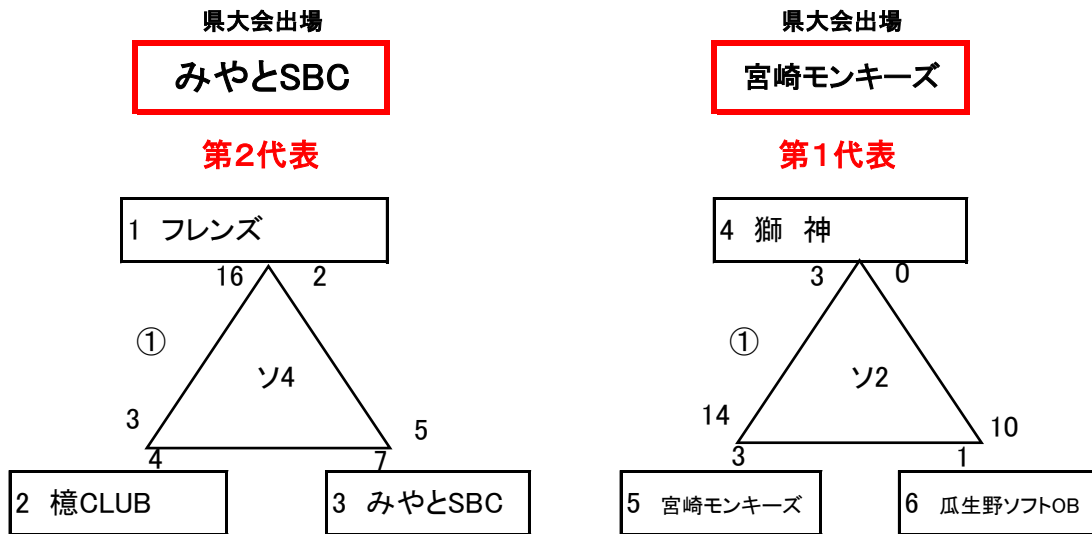 県大会出場
みやとSBC
第2代表
1 フレンズ
16 2
①
ソ4
3 5
4 7
2 檍CLUB
3 みやとSBC
県大会出場
宮崎モンキーズ
第1代表
4 獅 神
3 0
①
ソ2
14 10
3 1
5 宮崎モンキーズ
6 瓜生野ソフトOB